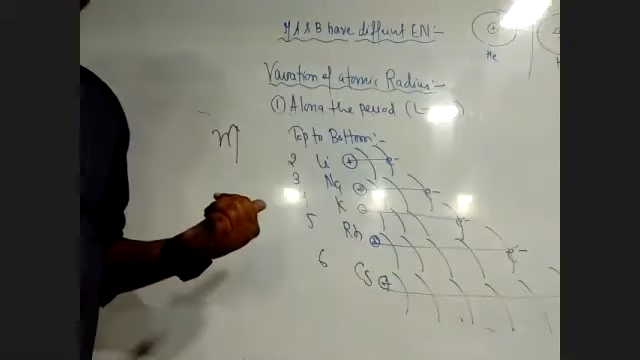 If A & B have different EN:-
He
Variation of atomic Radius:-
① Along the period (L-
Top to Bottom:-
n↑
2 Li e-
3 Na e-
K e-
5 Rb e-
6 Cs